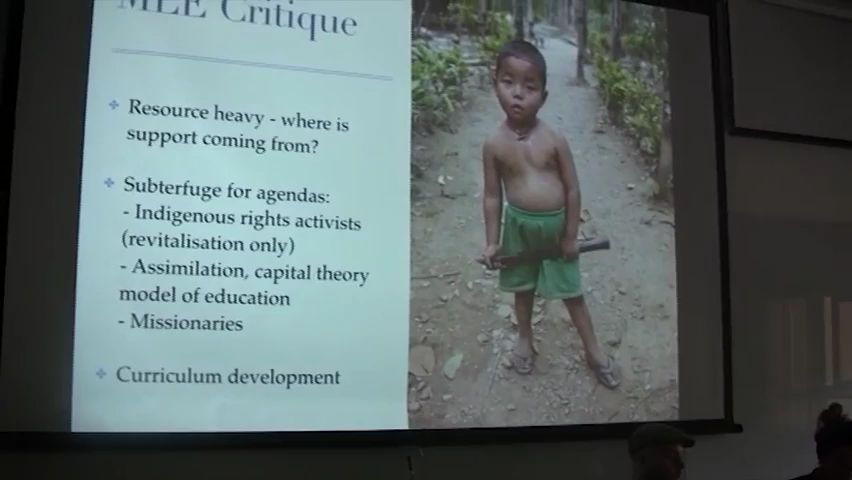 MLE Critique
Resource heavy - where is
support coming from?
Subterfuge for agendas:
- Indigenous rights activists
(revitalisation only)
- Assimilation, capital theory
model of education
- Missionaries
Curriculum development